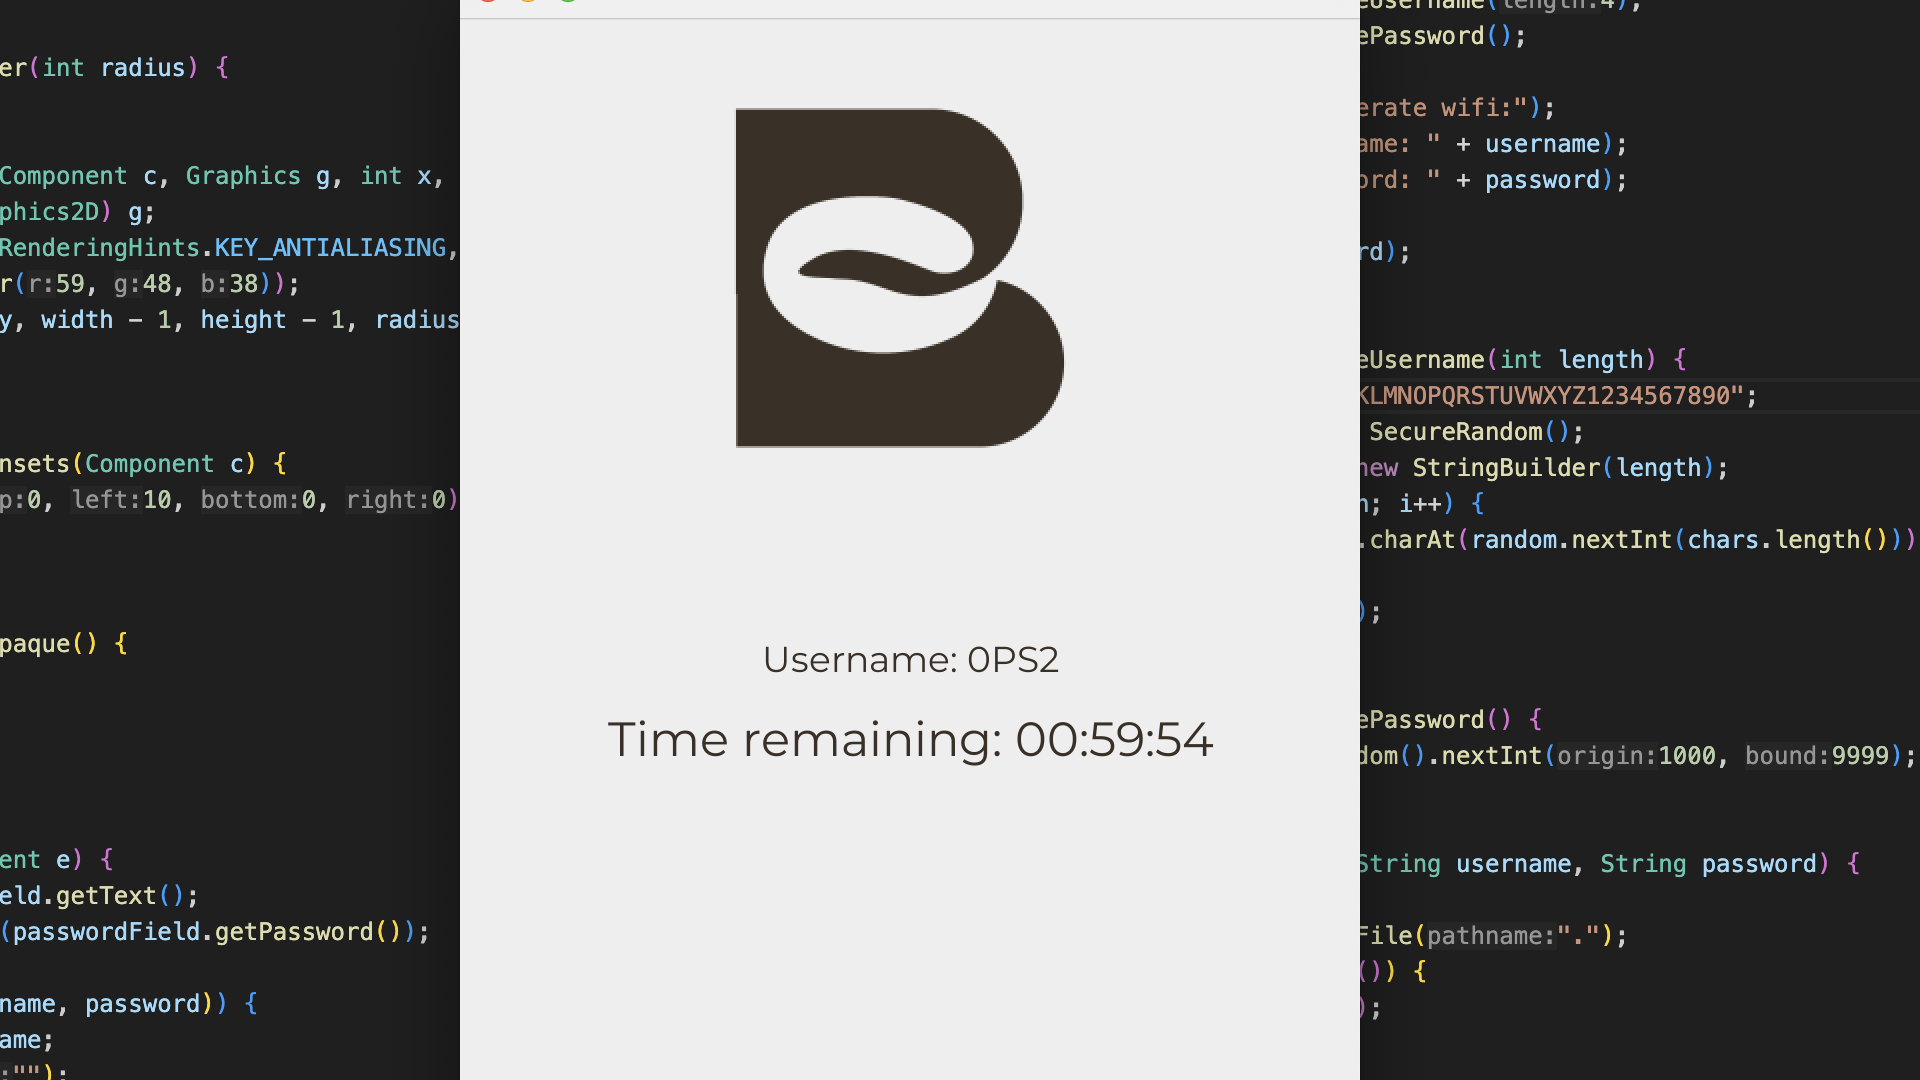 er(int radius) {
Component c, Graphics g, int x,
phics2D) g;
RenderingHints.KEY_ANTIALIASING,
r(r:59, g:48, b:38));
y, width - 1, height - 1, radius
nsets(Component c) {
p:0, left:10, bottom:0, right:0)
paque() {
ent e) {
eld.getText();
(passwordField.getPassword());
name, password)) {
ame;
:"");
Username: 0PS2
Time remaining: 00:59:54
eUsername(length:4);
ePassword();
erate wifi:");
ame: " + username);
ord: " + password);
rd);
eUsername(int length) {
KLMNOPQRSTUVWXYZ1234567890";
SecureRandom();
new StringBuilder(length);
; i++) {
.charAt(random.nextInt(chars.length()))
);
ePassword() {
dom().nextInt(origin:1000, bound:9999);
String username, String password) {
File(pathname:".");
()) {
);